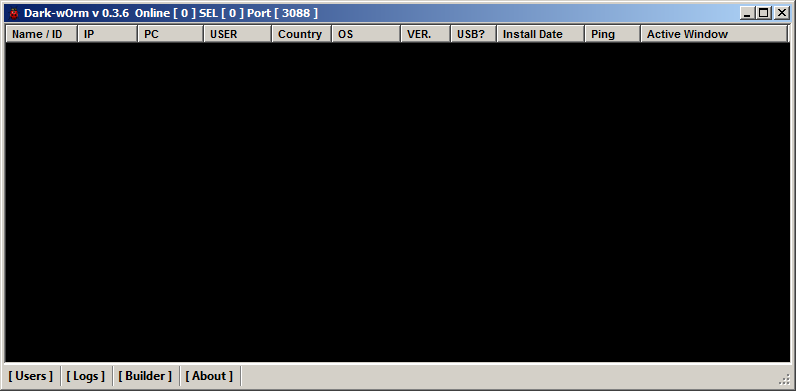 Dark-wOrm v 0.3.6 Online [ 0 ] SEL [ 0 ] Port [ 3088 ]
Name / ID IP PC USER Country OS VER. USB? Install Date Ping Active Window
[ Users ] [ Logs ] [ Builder ] [ About ]